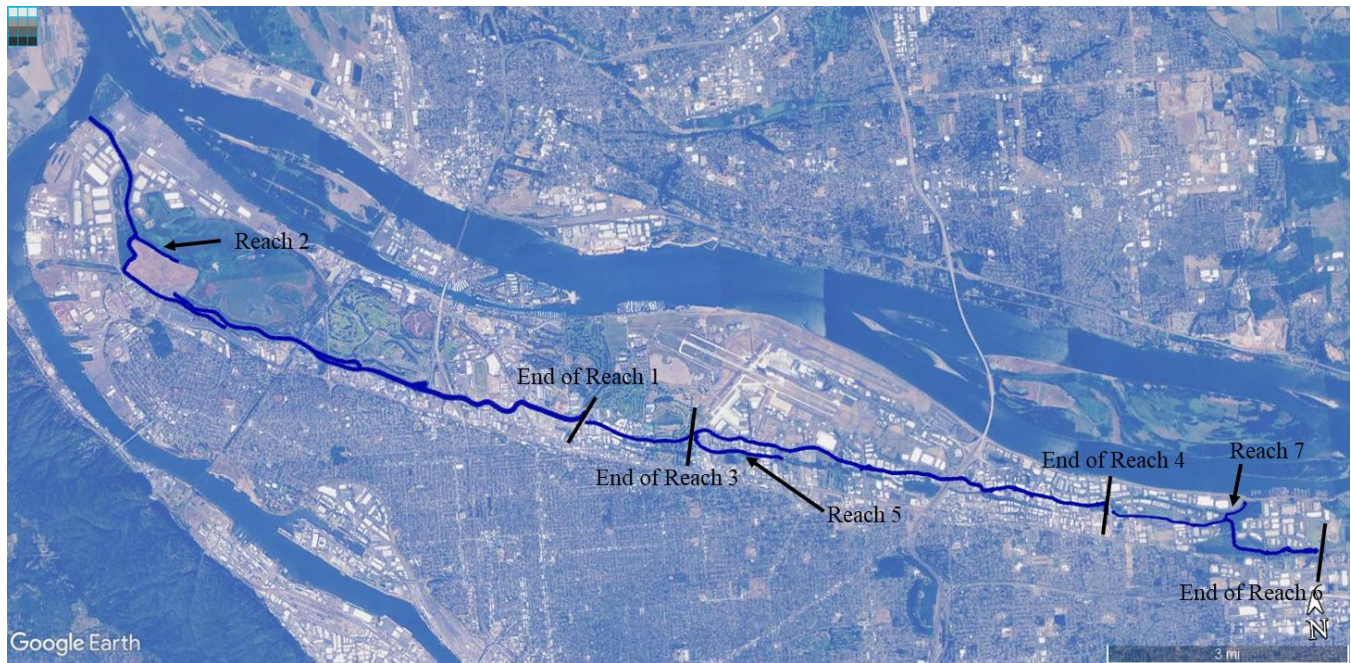 Reach 2
End of Reach 1
End of Reach 3
Reach 5
End of Reach 4
Reach 7
End of Reach 6
N
Google Earth
3 mi